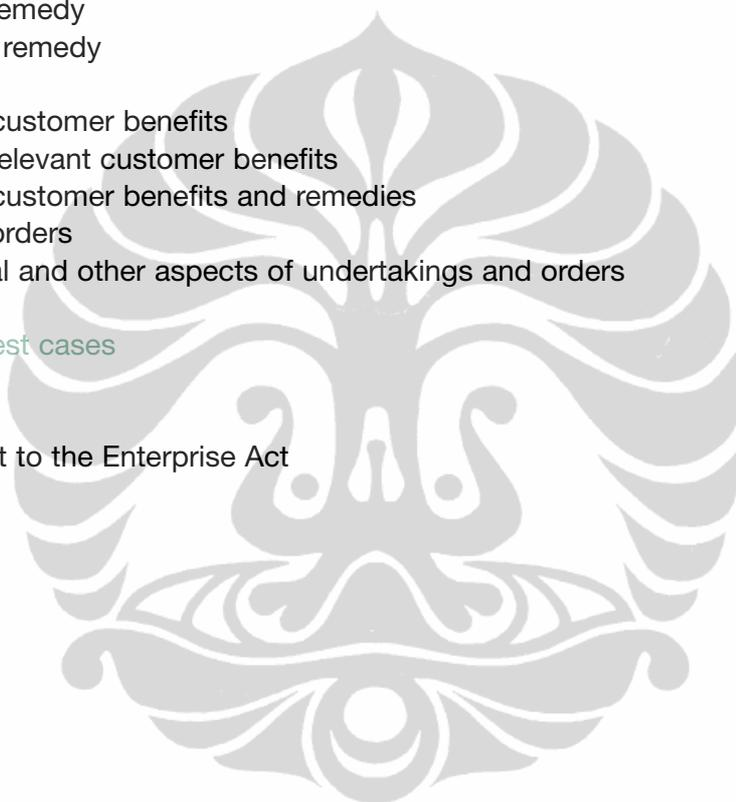 emedy
remedy
customer benefits
elevant customer benefits
customer benefits and remedies
orders
l and other aspects of undertakings and orders
est cases
t to the Enterprise Act